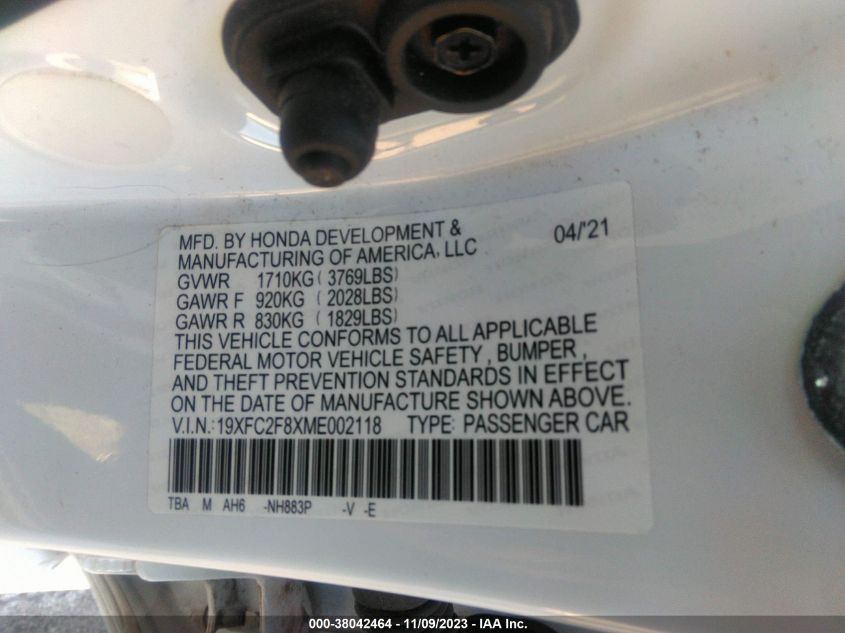 MFD. BY HONDA DEVELOPMENT & 04/'21
MANUFACTURING OF AMERICA, LLC
GVWR 1710KG ( 3769LBS)
GAWR F 920KG ( 2028LBS)
GAWR R 830KG ( 1829LBS)
THIS VEHICLE CONFORMS TO ALL APPLICABLE
FEDERAL MOTOR VEHICLE SAFETY , BUMPER ,
AND THEFT PREVENTION STANDARDS IN EFFECT
ON THE DATE OF MANUFACTURE SHOWN ABOVE.
V.I.N.:19XFC2F8XME002118 TYPE: PASSENGER CAR
TBA M AH6 -NH883P -V -E
000-38042464 - 11/09/2023 - IAA Inc.